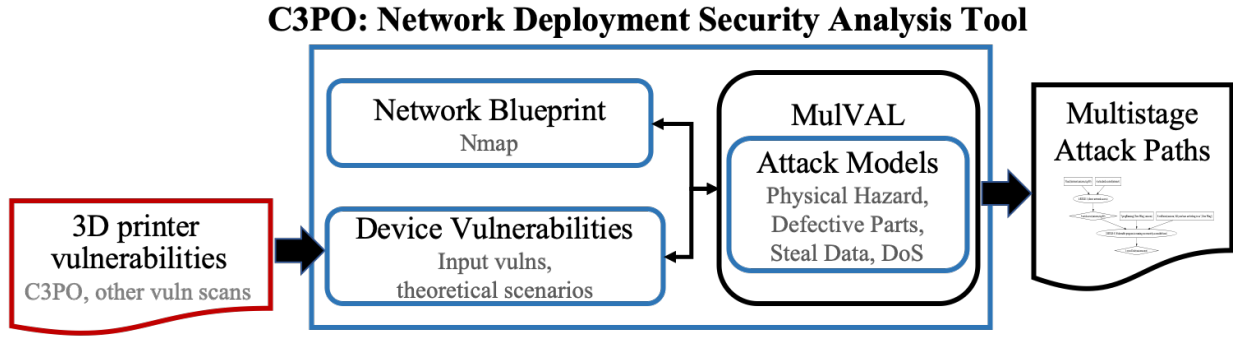 C3PO: Network Deployment Security Analysis Tool
Network Blueprint
Nmap
3D printer
vulnerabilities
C3PO, other vuln scans
Device Vulnerabilities
Input vulns,
theoretical scenarios
MulVAL
Attack Models
Physical Hazard,
Defective Parts,
Steal Data, DoS
Multistage
Attack Paths